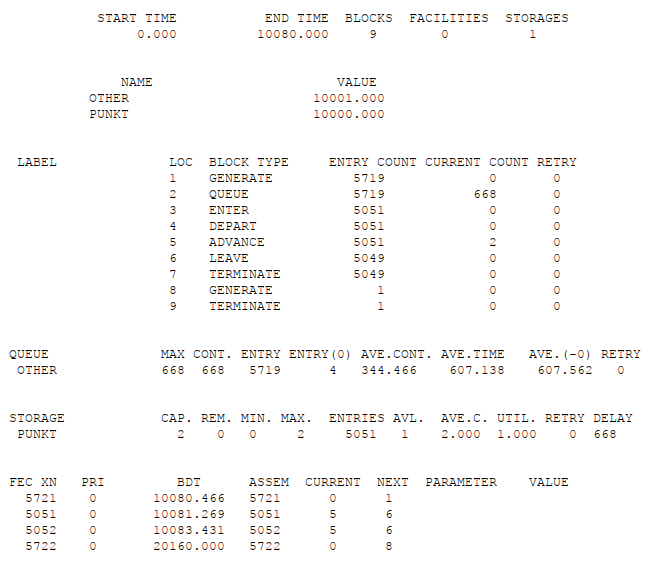 START TIME END TIME BLOCKS FACILITIES STORAGES
0.000 10080.000 9 0 1
NAME VALUE
OTHER 10001.000
PUNKT 10000.000
LABEL LOC BLOCK TYPE ENTRY COUNT CURRENT COUNT RETRY
1 GENERATE 5719 0 0
2 QUEUE 5719 668 0
3 ENTER 5051 0 0
4 DEPART 5051 0 0
5 ADVANCE 5051 2 0
6 LEAVE 5049 0 0
7 TERMINATE 5049 0 0
8 GENERATE 1 0 0
9 TERMINATE 1 0 0
QUEUE MAX CONT. ENTRY ENTRY(0) AVE.CONT. AVE.TIME AVE.(-0) RETRY
OTHER 668 668 5719 4 344.466 607.138 607.562 0
STORAGE CAP. REM. MIN. MAX. ENTRIES AVL. AVE.C. UTIL. RETRY DELAY
PUNKT 2 0 0 2 5051 1 2.000 1.000 0 668
FEC XN PRI BDT ASSEM CURRENT NEXT PARAMETER VALUE
5721 0 10080.466 5721 0 1
5051 0 10081.269 5051 5 6
5052 0 10083.431 5052 5 6
5722 0 20160.000 5722 0 8